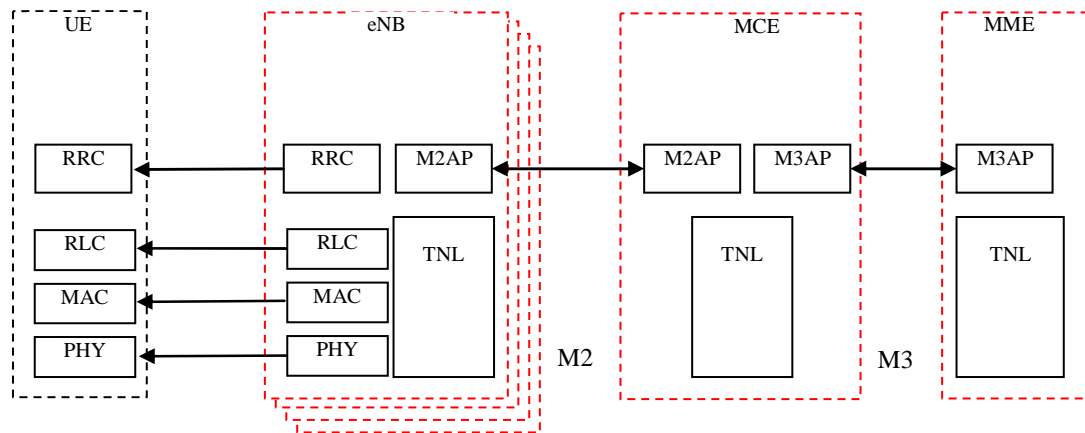 UE
eNB
MCE
MME
RRC
RRC
M2AP
M2AP
M3AP
M3AP
RLC
RLC
TNL
TNL
TNL
MAC
MAC
PHY
PHY
M2
M3